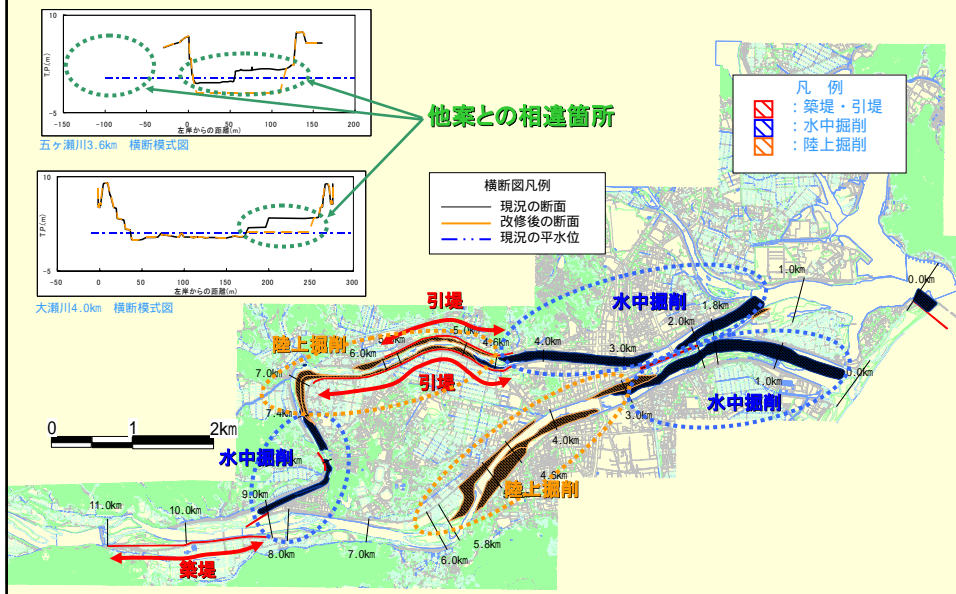 10
-5
T.P.(m)
-150 -100 -50 0 50 100 150 200
左岸からの距離(m)
五ヶ瀬川3.6km 横断模式図
10
-5
T.P.(m)
-50 0 50 100 150 200 250 300
左岸からの距離(m)
大瀬川4.0km 横断模式図
他案との相違箇所
横断図凡例
現況の断面
改修後の断面
現況の平水位
凡 例
:築堤・引堤
:水中掘削
:陸上掘削
引堤
水中掘削
1.0km
0.0km
1.8km
2.0km
陸上掘削
6.0km
5.0km
4.6km
4.0km
3.0km
7.0km
引堤
7.4km
0.0km
1.0km
水中掘削
3.0km
4.0km
0 1 2km
水中掘削
陸上掘削
9.0km
11.0km
10.0km
8.0km
7.0km
6.0km
5.8km
築堤